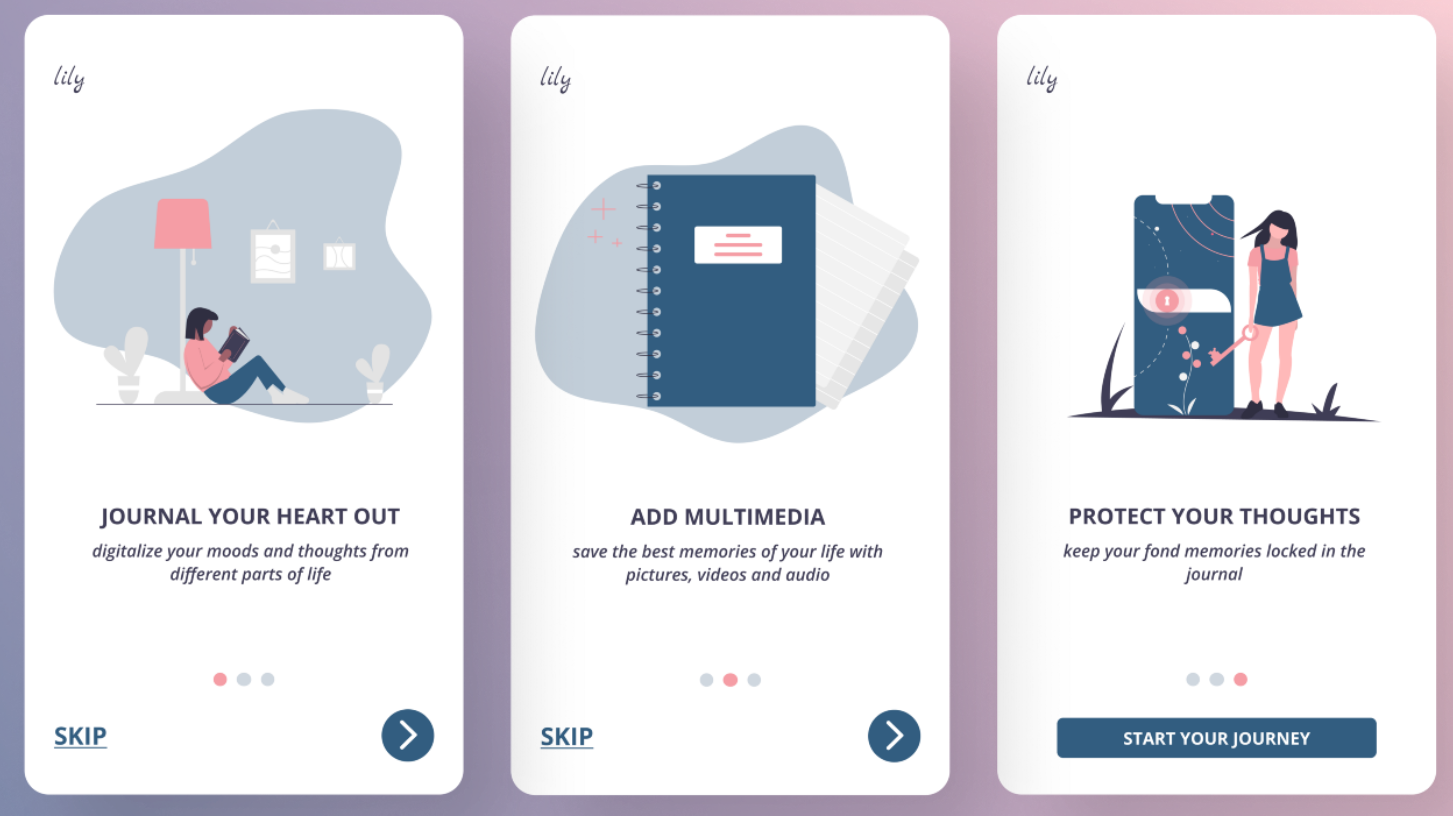 lily
JOURNAL YOUR HEART OUT
digitalize your moods and thoughts from
different parts of life
SKIP
lily
ADD MULTIMEDIA
save the best memories of your life with
pictures, videos and audio
SKIP
lily
PROTECT YOUR THOUGHTS
keep your fond memories locked in the
journal
START YOUR JOURNEY